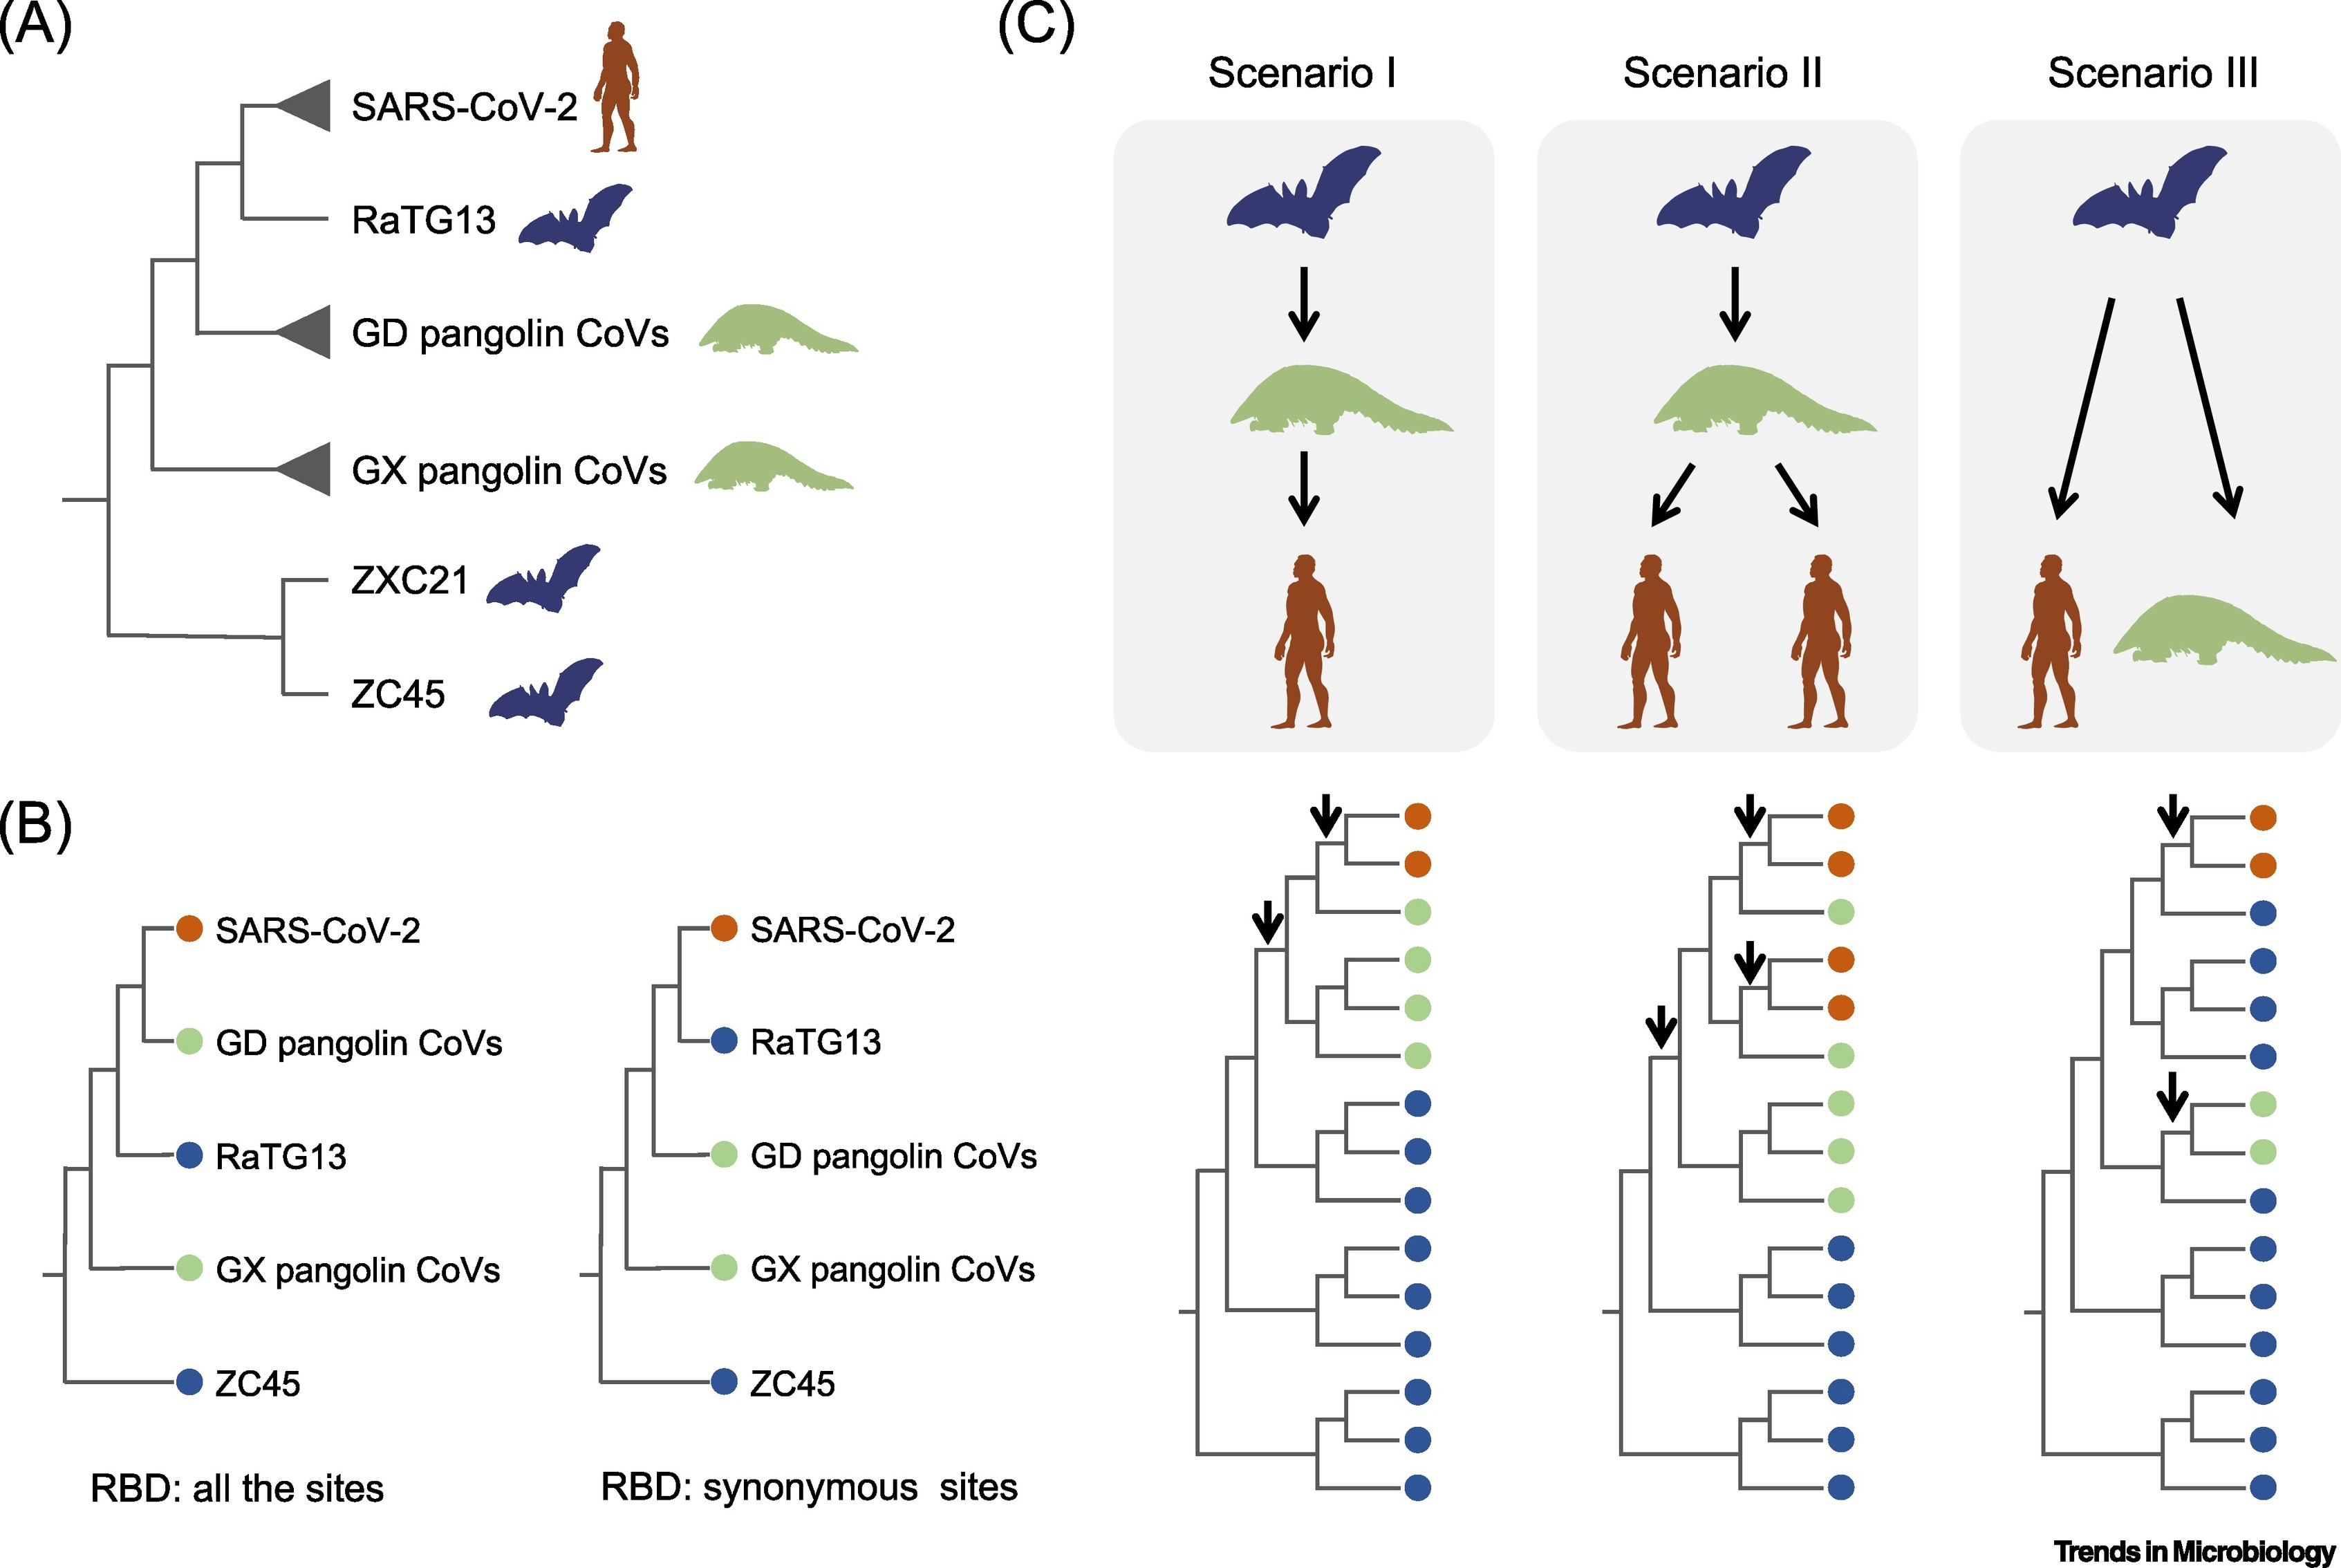 (A)
SARS-CoV-2
RaTG13
GD pangolin CoVs
GX pangolin CoVs
ZXC21
ZC45
(B)
SARS-CoV-2
GD pangolin CoVs
RaTG13
GX pangolin CoVs
ZC45
RBD: all the sites
SARS-CoV-2
RaTG13
GD pangolin CoVs
GX pangolin CoVs
ZC45
RBD: synonymous sites
(C)
Scenario I
Scenario II
Scenario III
Trends in Microbiology